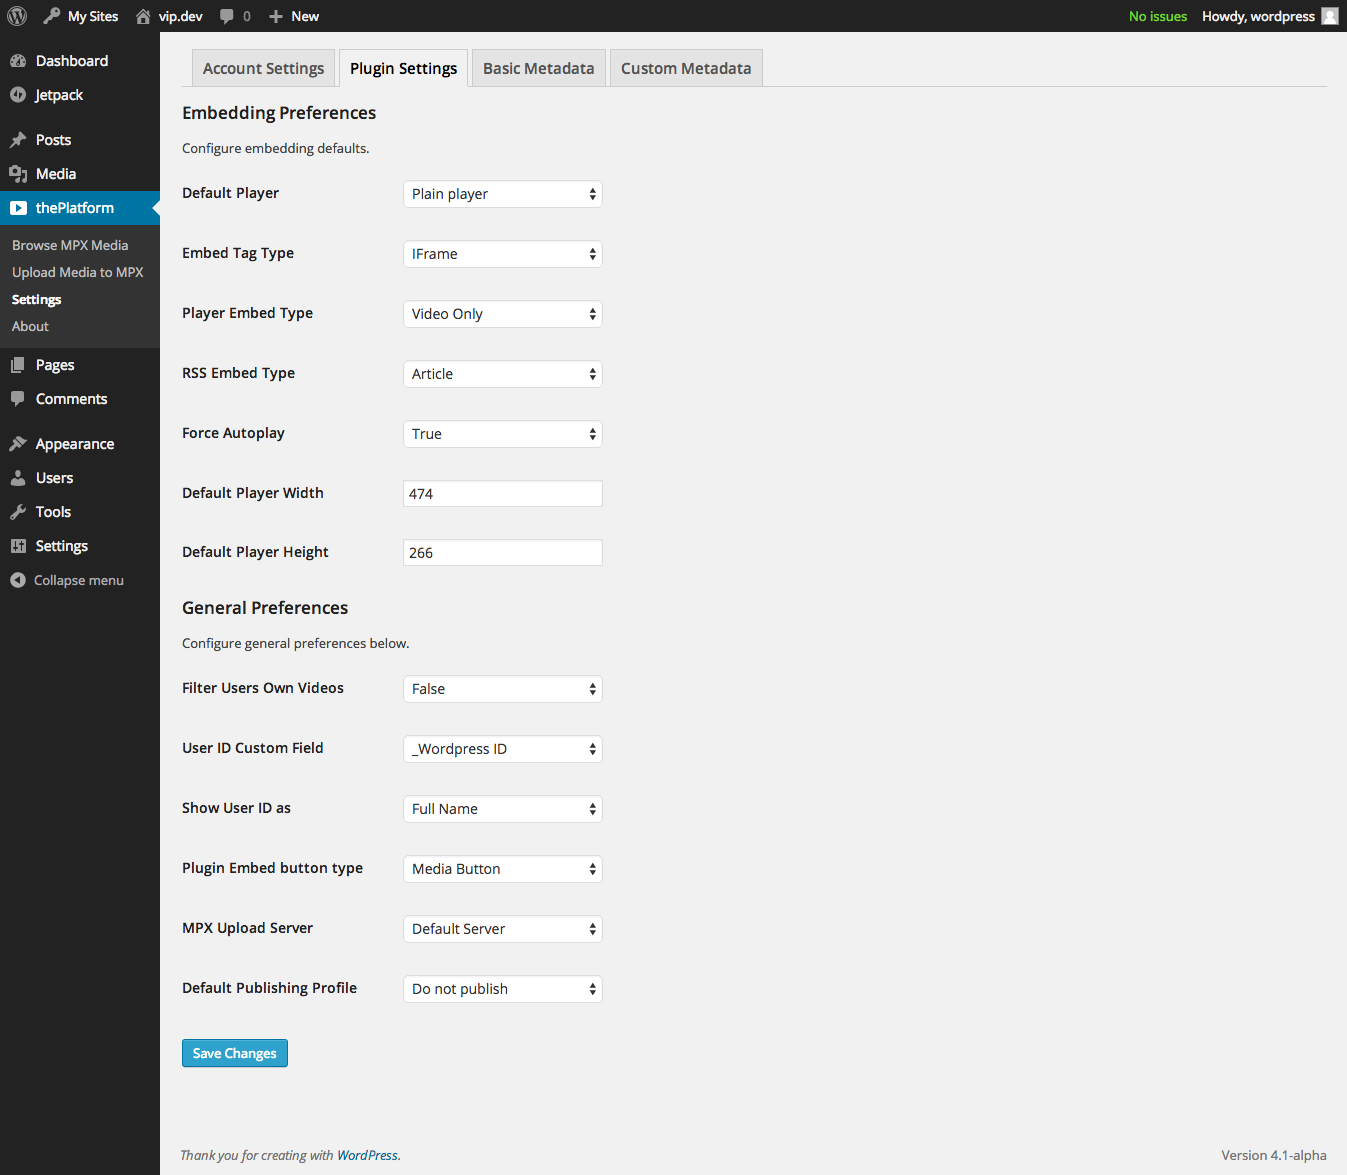 My Sites vip.dev 0 New No issues Howdy, wordpress
Dashboard
Jetpack
Posts
Media
thePlatform
Browse MPX Media
Upload Media to MPX
Settings
About
Pages
Comments
Appearance
Users
Tools
Settings
Collapse menu
Account Settings Plugin Settings Basic Metadata Custom Metadata
Embedding Preferences
Configure embedding defaults.
Default Player Plain player
Embed Tag Type IFrame
Player Embed Type Video Only
RSS Embed Type Article
Force Autoplay True
Default Player Width 474
Default Player Height 266
General Preferences
Configure general preferences below.
Filter Users Own Videos False
User ID Custom Field _Wordpress ID
Show User ID as Full Name
Plugin Embed button type Media Button
MPX Upload Server Default Server
Default Publishing Profile Do not publish
Save Changes
Thank you for creating with WordPress. Version 4.1-alpha